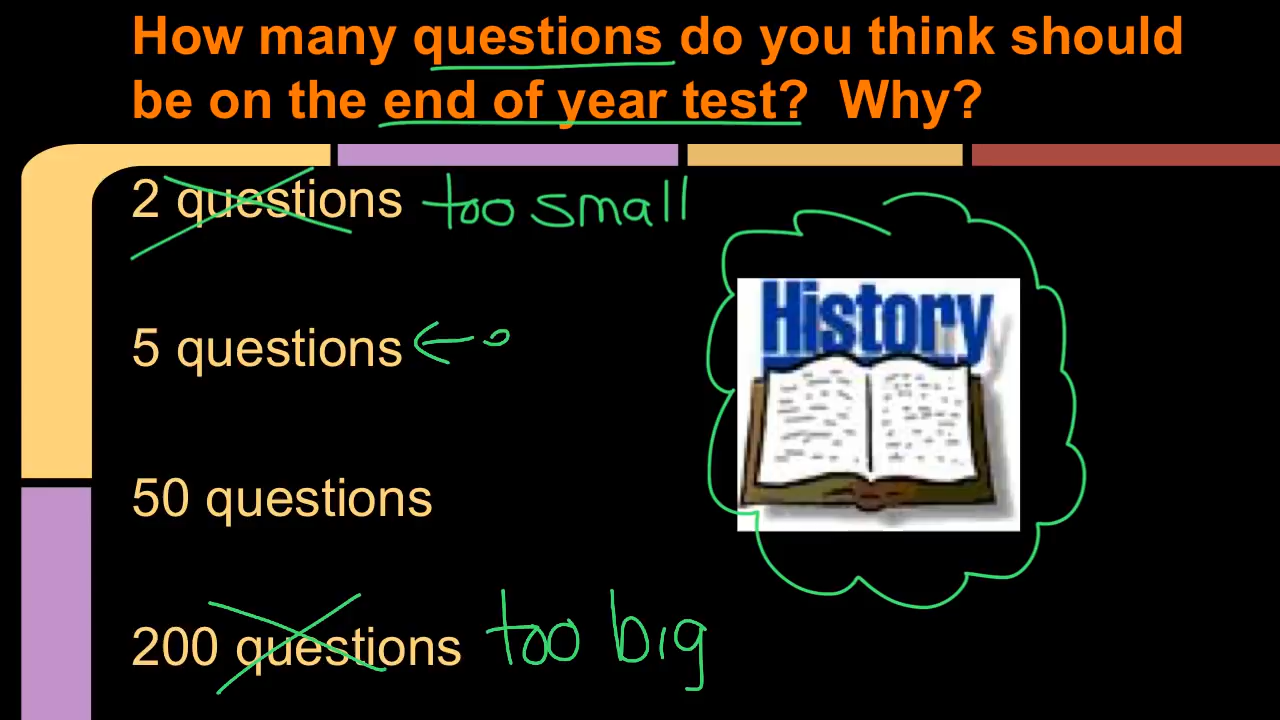 How many questions do you think should
be on the end of year test? Why?
2 questions too small
5 questions
50 questions
200 questions too big
History